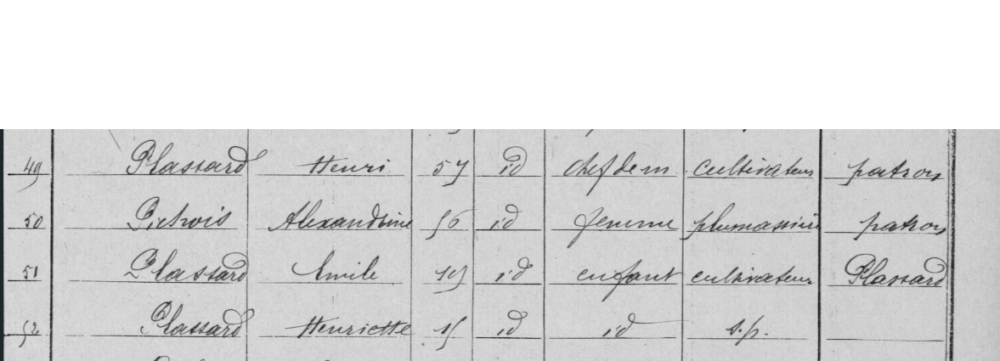 49 Plassard Henri 57 id chef de m cultivateur patron
50 Alexandrine 56 id femme plumassière patron
51 Plassard Emile 19 id enfant cultivateur Plassard
52 Plassard Henriette 15 id id s.p.